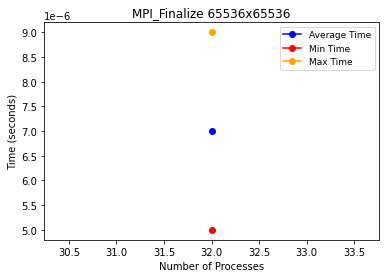 MPI_Finalize 65536x65536
1e−6
9.0
8.5
8.0
7.5
7.0
6.5
6.0
5.5
5.0
Time (seconds)
Average Time
Min Time
Max Time
30.5 31.0 31.5 32.0 32.5 33.0 33.5
Number of Processes